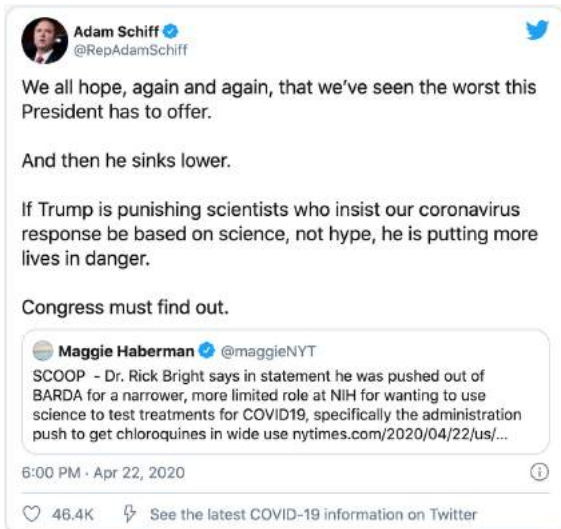 Adam Schiff
@RepAdamSchiff
We all hope, again and again, that we've seen the worst this
President has to offer.
And then he sinks lower.
If Trump is punishing scientists who insist our coronavirus
response be based on science, not hype, he is putting more
lives in danger.
Congress must find out.
Maggie Haberman @maggieNYT
SCOOP - Dr. Rick Bright says in statement he was pushed out of
BARDA for a narrower, more limited role at NIH for wanting to use
science to test treatments for COVID19, specifically the administration
push to get chloroquines in wide use nytimes.com/2020/04/22/us/...
6:00 PM · Apr 22, 2020
46.4K See the latest COVID-19 information on Twitter